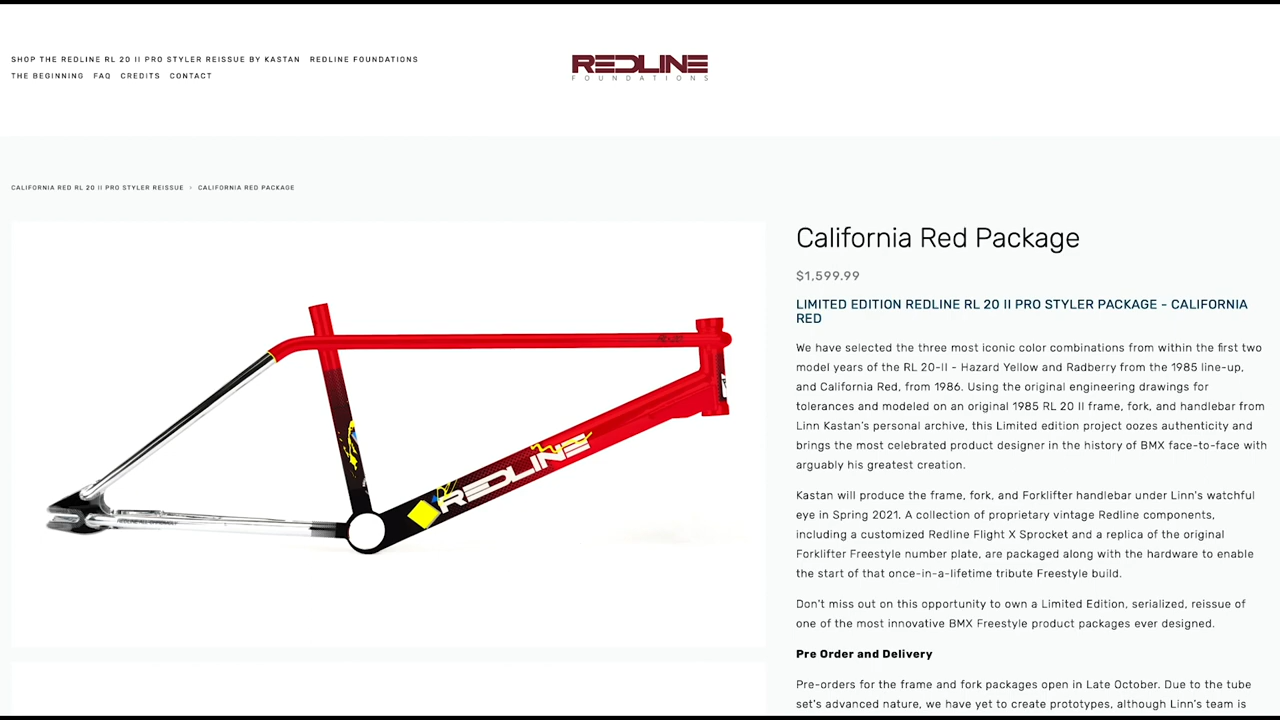 SHOP THE REDLINE RL 20 II PRO STYLER REISSUE BY KASTAN REDLINE FOUNDATIONS
THE BEGINNING FAQ CREDITS CONTACT
REDLINE
FOUNDATIONS
CALIFORNIA RED RL 20 II PRO STYLER REISSUE › CALIFORNIA RED PACKAGE
REDLINE
California Red Package
$1,599.99
LIMITED EDITION REDLINE RL 20 II PRO STYLER PACKAGE - CALIFORNIA
RED
We have selected the three most iconic color combinations from within the first two
model years of the RL 20-II - Hazard Yellow and Radberry from the 1985 line-up,
and California Red, from 1986. Using the original engineering drawings for
tolerances and modeled on an original 1985 RL 20 II frame, fork, and handlebar from
Linn Kastan's personal archive, this Limited edition project oozes authenticity and
brings the most celebrated product designer in the history of BMX face-to-face with
arguably his greatest creation.
Kastan will produce the frame, fork, and Forklifter handlebar under Linn's watchful
eye in Spring 2021. A collection of proprietary vintage Redline components,
including a customized Redline Flight X Sprocket and a replica of the original
Forklifter Freestyle number plate, are packaged along with the hardware to enable
the start of that once-in-a-lifetime tribute Freestyle build.
Don't miss out on this opportunity to own a Limited Edition, serialized, reissue of
one of the most innovative BMX Freestyle product packages ever designed.
Pre Order and Delivery
Pre-orders for the frame and fork packages open in Late October. Due to the tube
set's advanced nature, we have yet to create prototypes, although Linn's team is